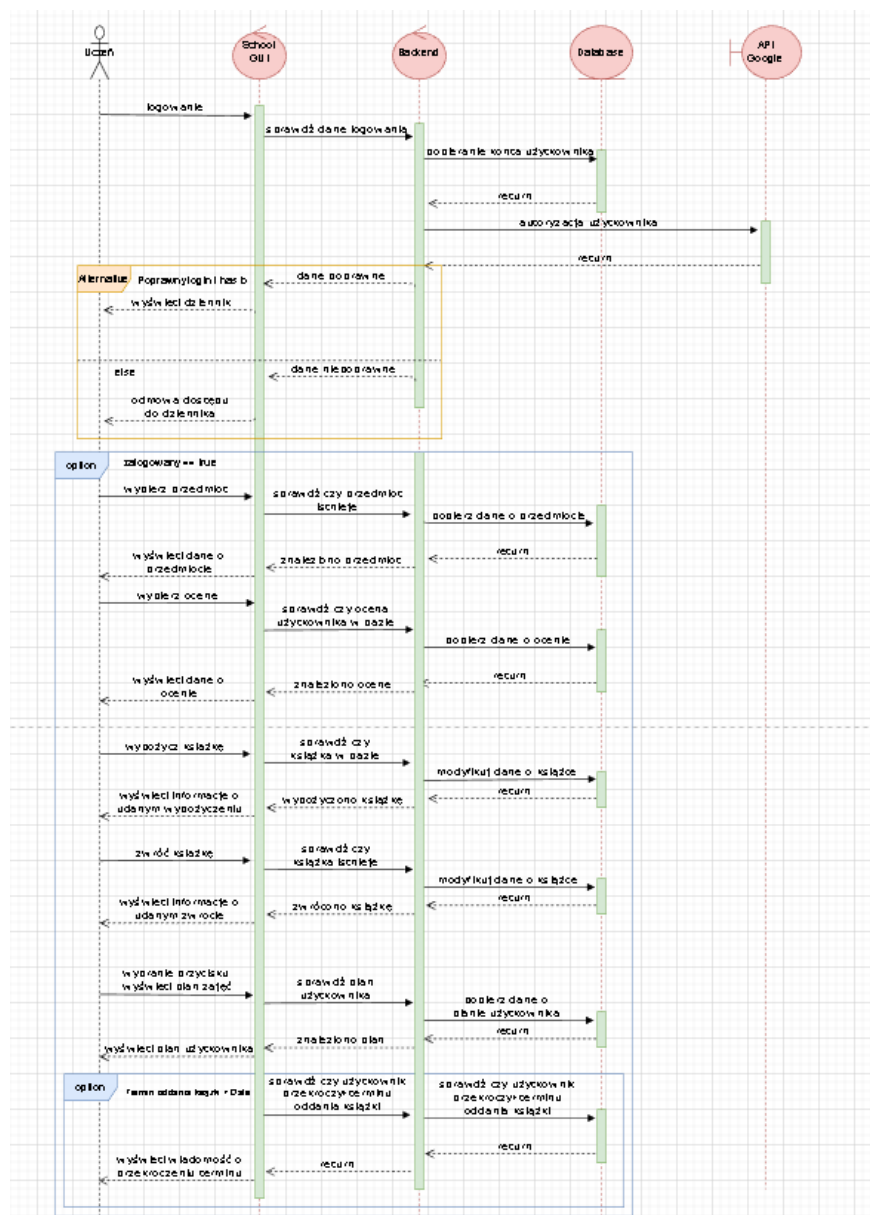 Uczeń
School
GUI
Backend
Database
API
Google
logowanie
sprawdź dane logowania
pobieranie konta użytkownika
return
autoryzacja użytkownika
return
Alternative
Poprawny login i hasło
dane poprawne
wyświetl dziennik
else
dane niepoprawne
odmowa dostępu
do dziennika
option
zalogowany == true
wybierz przedmiot
sprawdź czy przedmiot
istnieje
pobierz dane o przedmiocie
return
znaleziono przedmiot
wyświetl dane o
przedmiocie
wybierz ocene
sprawdź czy ocena
użytkownika w bazie
pobierz dane o ocenie
return
znaleziono ocene
wyświetl dane o
ocenie
wypożycz książkę
sprawdź czy
książka w bazie
modyfikuj dane o książce
return
wypożyczono książkę
wyświetl informacje o
udanym wypożyczeniu
zwróć książkę
sprawdź czy
książka istnieje
modyfikuj dane o książce
return
zwrócono książkę
wyświetl informacje o
udanym zwrocie
wybranie przycisku
wyświetl plan zajęć
sprawdź plan
użytkownika
pobierz dane o
planie użytkownika
return
znaleziono plan
wyświetl plan użytkownika
option
Termin oddania
sprawdź czy użytkownik
przekroczył terminu
oddania książki
sprawdź czy użytkownik
przekroczył terminu
oddania książki
return
return
wyświetl wiadomość o
przekroczeniu terminu